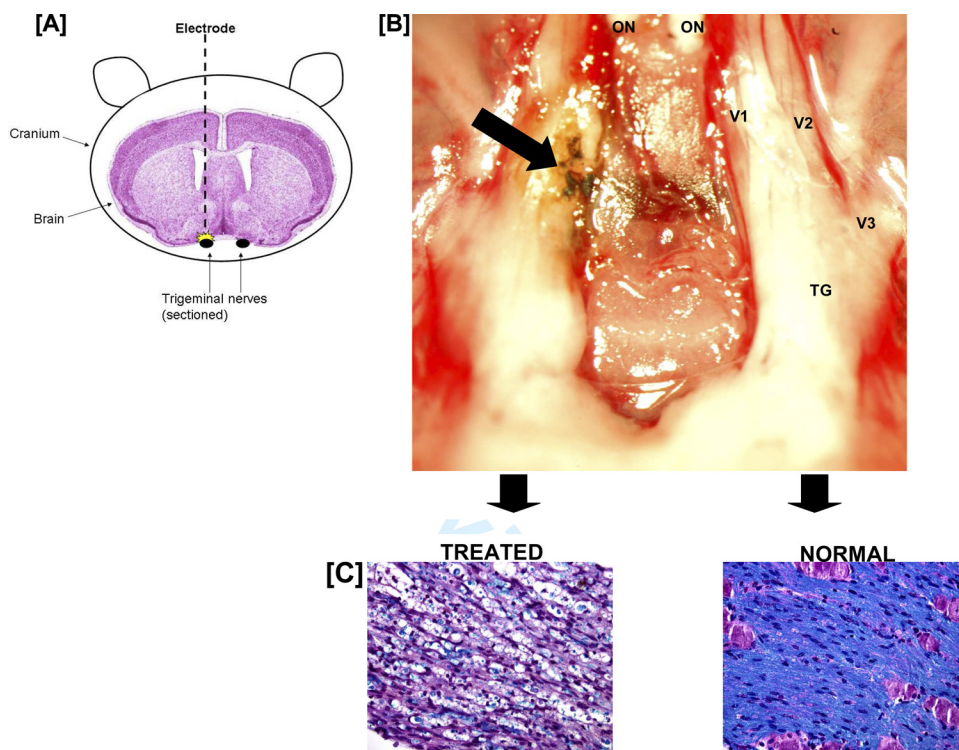 [A]
Electrode
Cranium
Brain
Trigeminal nerves
(sectioned)
[B]
ON ON
V1 V2
V3
TG
TREATED NORMAL
[C]